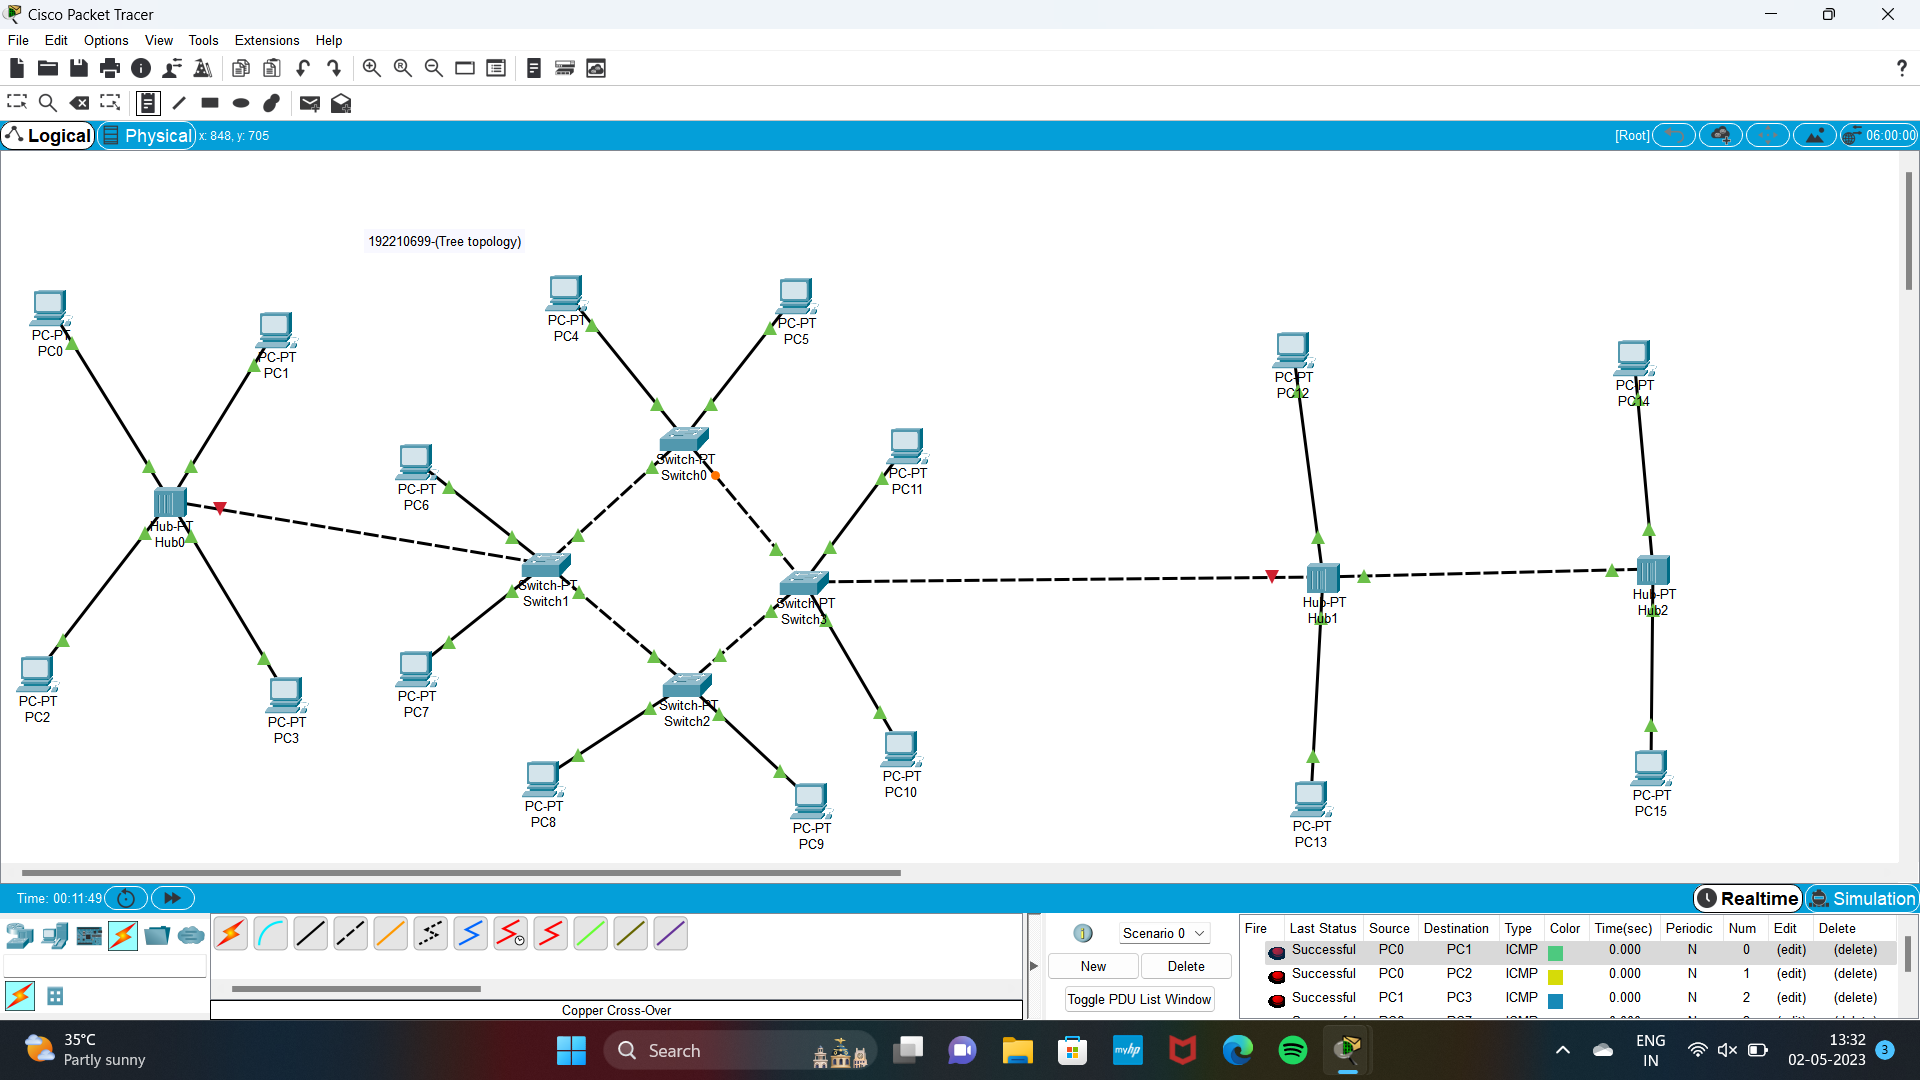 Cisco Packet Tracer
File Edit Options View Tools Extensions Help
?
Logical Physical x: 848, y: 705 [Root] 06:00:00
192210699-(Tree topology)
PC-PT
PC0
PC-PT
PC1
PC-PT
PC4
PC-PT
PC5
PC-PT
PC12
PC-PT
PC14
Switch-PT
Switch0
PC-PT
PC6
PC-PT
PC11
Hub-PT
Hub0
Switch-PT
Switch1
Switch-PT
Switch3
Hub-PT
Hub1
Hub-PT
Hub2
PC-PT
PC2
PC-PT
PC3
PC-PT
PC7
Switch-PT
Switch2
PC-PT
PC8
PC-PT
PC9
PC-PT
PC10
PC-PT
PC13
PC-PT
PC15
Time: 00:11:49 Realtime Simulation
Scenario 0
New Delete
Toggle PDU List Window
Fire Last Status Source Destination Type Color Time(sec) Periodic Num Edit Delete
Successful PC0 PC1 ICMP 0.000 N 0 (edit) (delete)
Successful PC0 PC2 ICMP 0.000 N 1 (edit) (delete)
Successful PC1 PC3 ICMP 0.000 N 2 (edit) (delete)
Copper Cross-Over
35°C
Partly sunny
Search
myhp
ENG
IN
13:32
02-05-2023
3